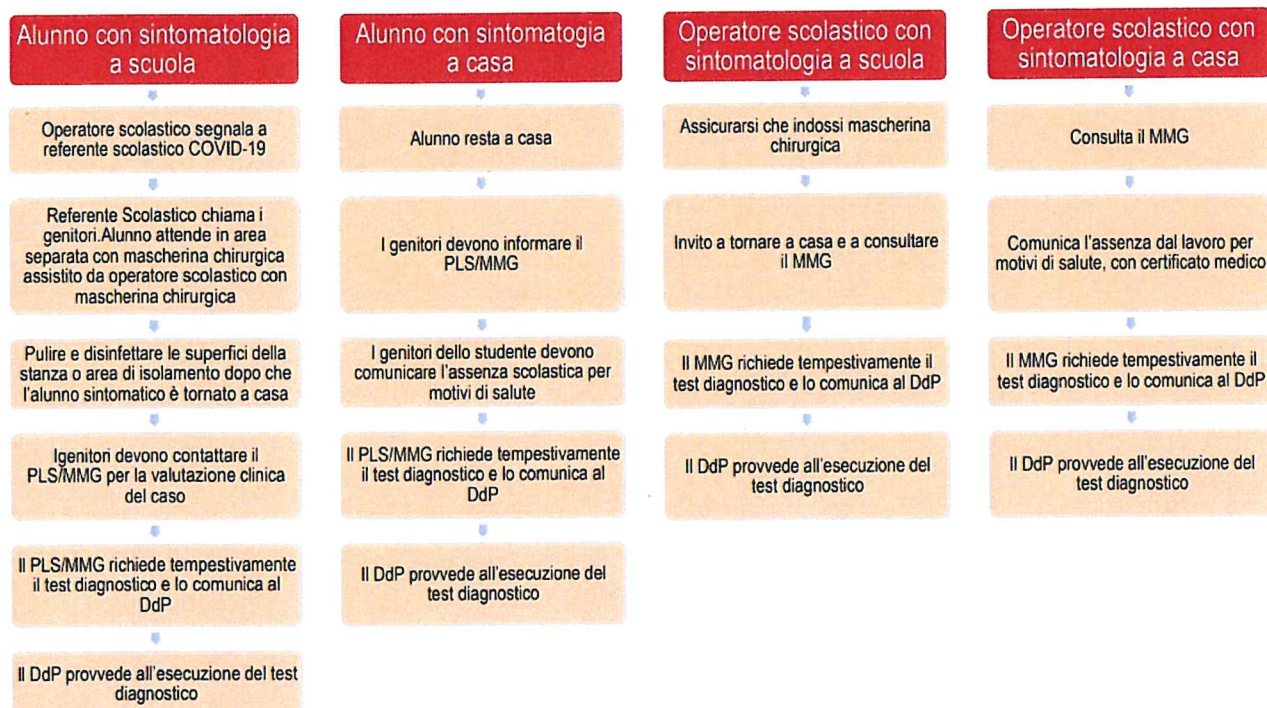 Alunno con sintomatologia
a scuola
Operatore scolastico segnala a
referente scolastico COVID-19
Referente Scolastico chiama i
genitori.Alunno attende in area
separata con mascherina chirurgica
assistito da operatore scolastico con
mascherina chirurgica
Pulire e disinfettare le superfici della
stanza o area di isolamento dopo che
l'alunno sintomatico è tornato a casa
Igenitori devono contattare il
PLS/MMG per la valutazione clinica
del caso
Il PLS/MMG richiede tempestivamente
il test diagnostico e lo comunica al
DdP
Il DdP provvede all'esecuzione del test
diagnostico
Alunno con sintomatogia
a casa
Alunno resta a casa
I genitori devono informare il
PLS/MMG
I genitori dello studente devono
comunicare l'assenza scolastica per
motivi di salute
Il PLS/MMG richiede tempestivamente
il test diagnostico e lo comunica al
DdP
Il DdP provvede all'esecuzione del
test diagnostico
Operatore scolastico con
sintomatologia a scuola
Assicurarsi che indossi mascherina
chirurgica
Invito a tornare a casa e a consultare
il MMG
Il MMG richiede tempestivamente il
test diagnostico e lo comunica al DdP
Il DdP provvede all'esecuzione del
test diagnostico
Operatore scolastico con
sintomatologia a casa
Consulta il MMG
Comunica l'assenza dal lavoro per
motivi di salute, con certificato medico
Il MMG richiede tempestivamente il
test diagnostico e lo comunica al DdP
Il DdP provvede all'esecuzione del
test diagnostico